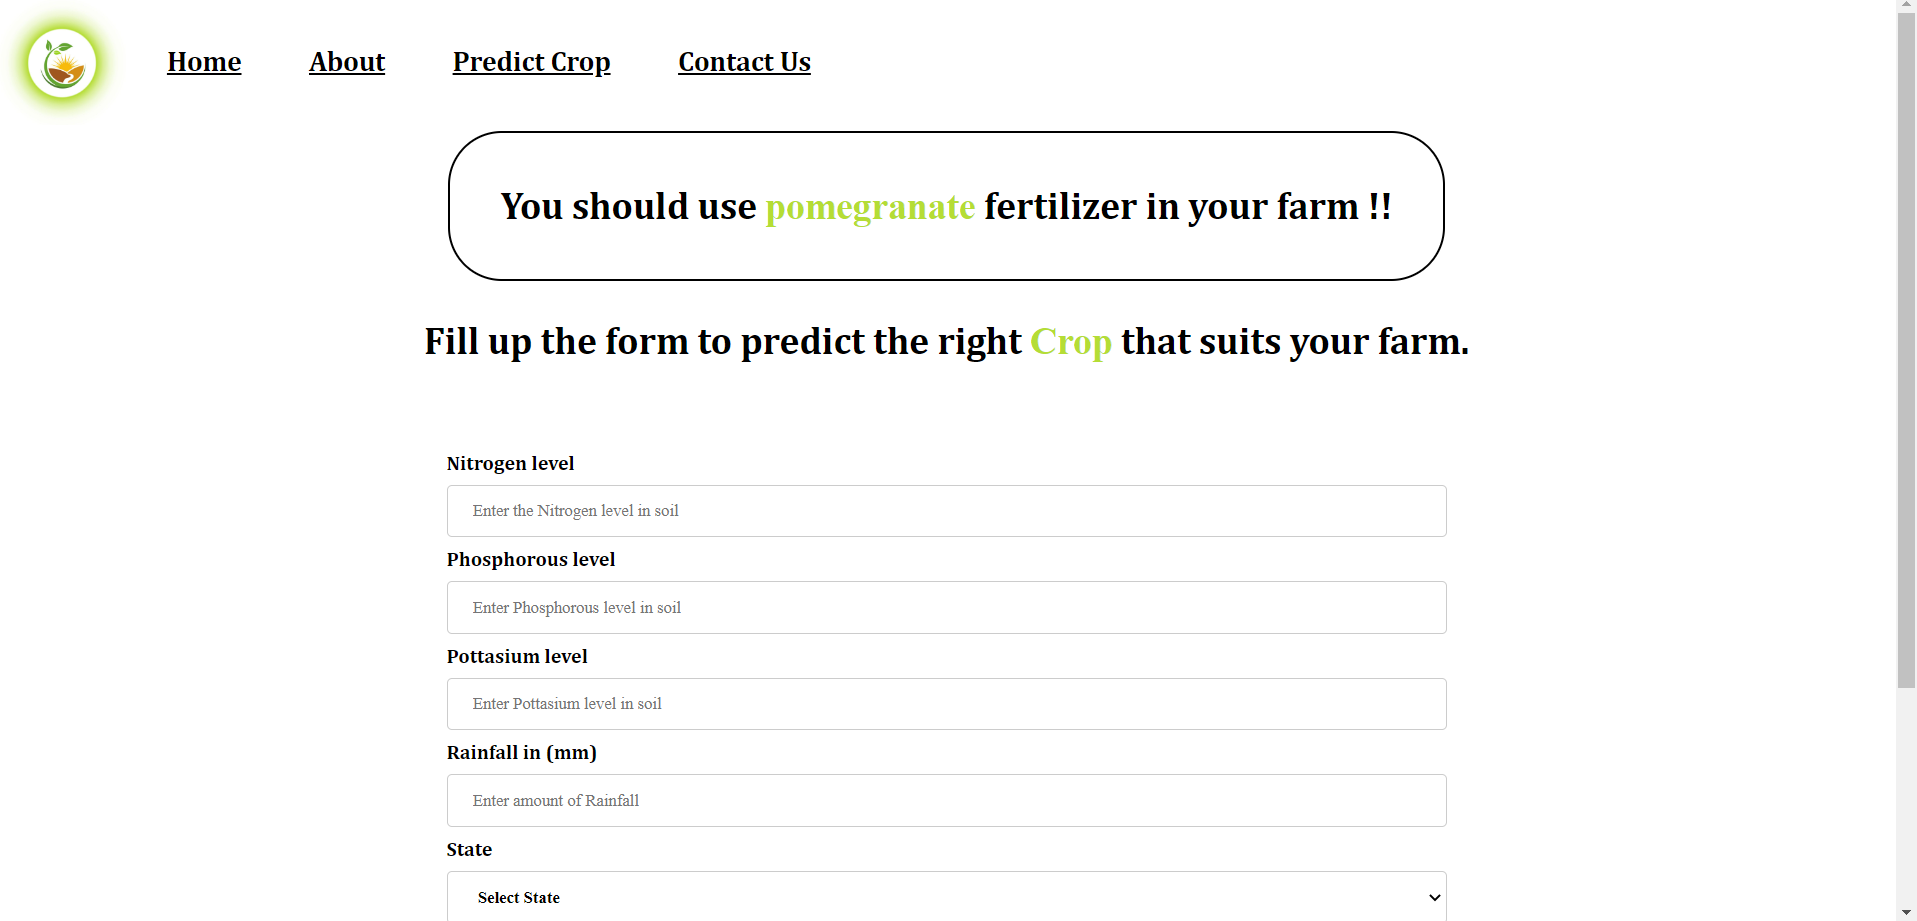 Home About Predict Crop Contact Us
You should use pomegranate fertilizer in your farm !!
Fill up the form to predict the right Crop that suits your farm.
Nitrogen level
Enter the Nitrogen level in soil
Phosphorous level
Enter Phosphorous level in soil
Pottasium level
Enter Pottasium level in soil
Rainfall in (mm)
Enter amount of Rainfall
State
Select State